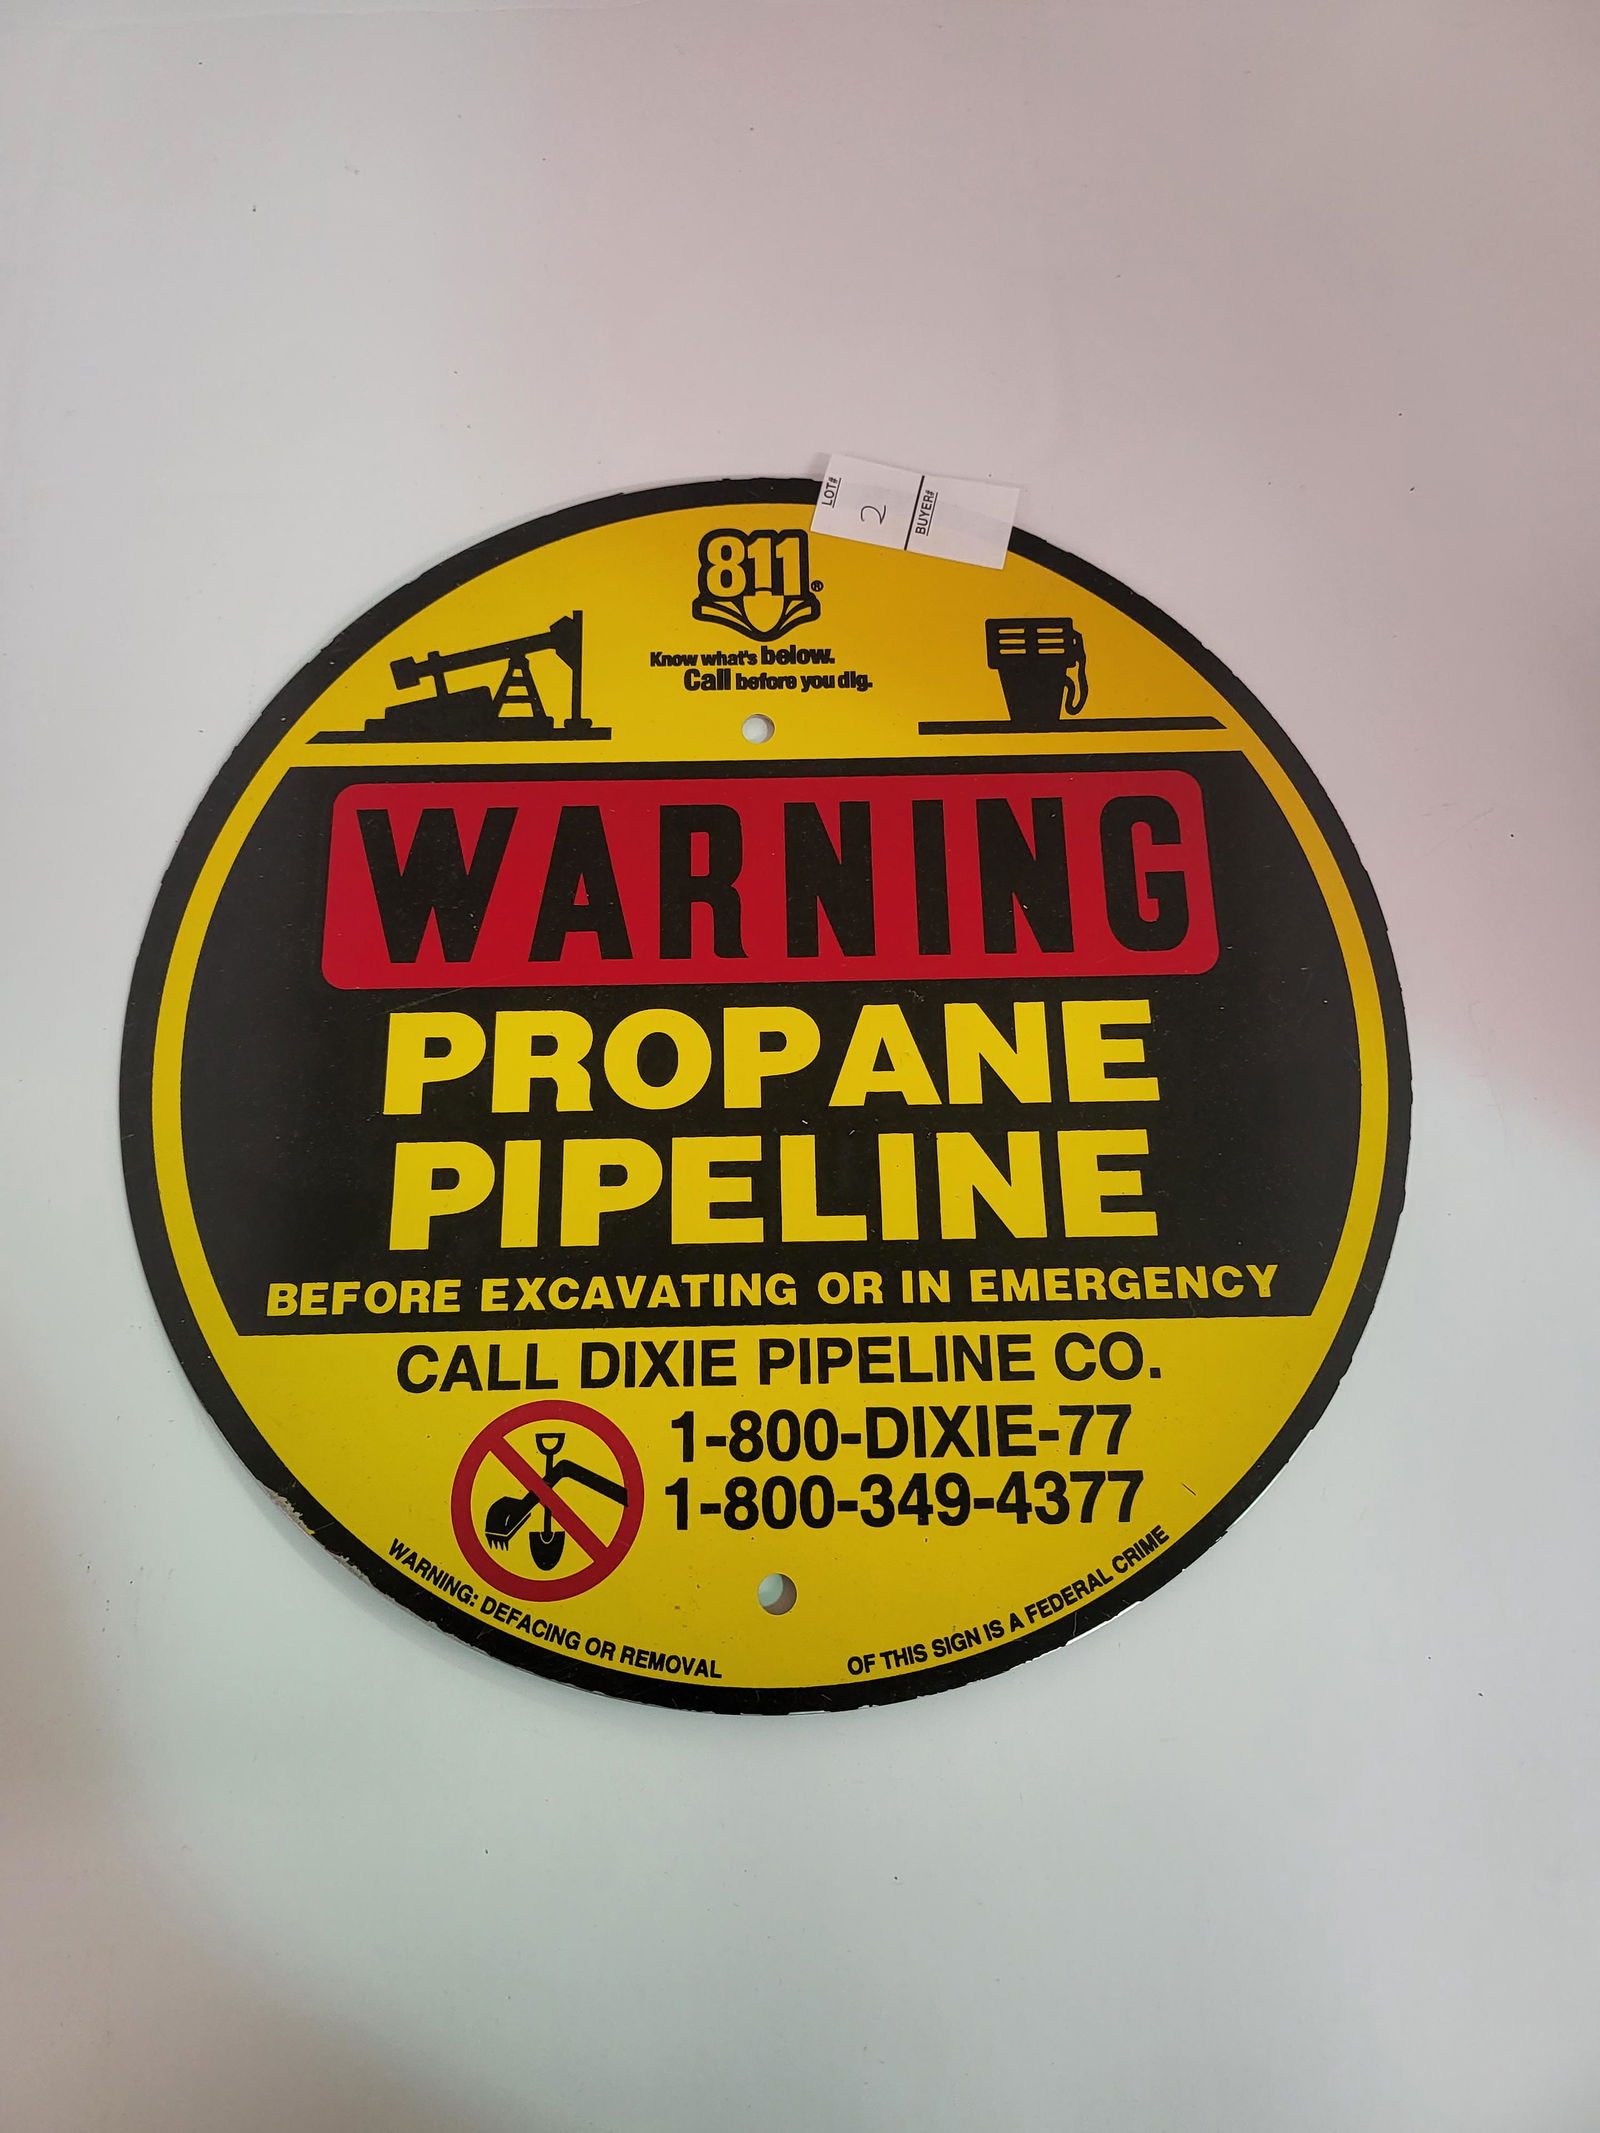 LOT# 2 BUYER#
811®
Know what's below.
Call before you dig.
WARNING
PROPANE
PIPELINE
BEFORE EXCAVATING OR IN EMERGENCY
CALL DIXIE PIPELINE CO.
1-800-DIXIE-77
1-800-349-4377
WARNING: DEFACING OR REMOVAL
OF THIS SIGN IS A FEDERAL CRIME